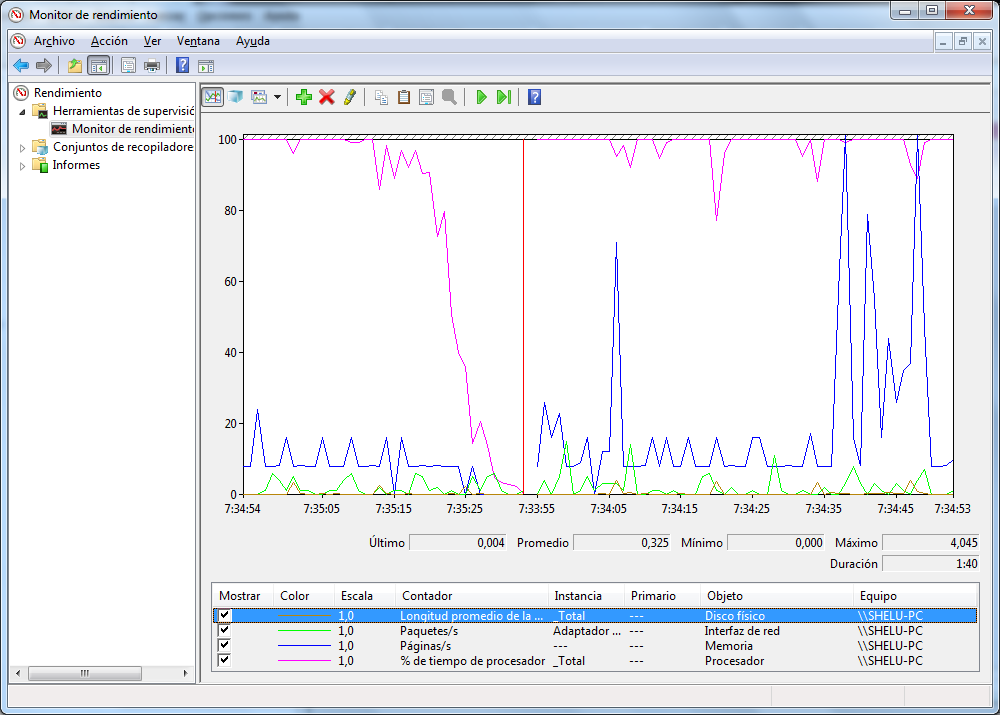 Monitor de rendimiento
Archivo Acción Ver Ventana Ayuda
Rendimiento
Herramientas de supervisió
Monitor de rendimiento
Conjuntos de recopiladore
Informes
100
80
60
40
20
0
7:34:54 7:35:05 7:35:15 7:35:25 7:33:55 7:34:05 7:34:15 7:34:25 7:34:35 7:34:45 7:34:53
Último 0,004 Promedio 0,325 Mínimo 0,000 Máximo 4,045
Duración 1:40
Mostrar Color Escala Contador Instancia Primario Objeto Equipo
1,0 Longitud promedio de la ... _Total --- Disco físico \\SHELU-PC
1,0 Paquetes/s Adaptador ... --- Interfaz de red \\SHELU-PC
1,0 Páginas/s --- --- Memoria \\SHELU-PC
1,0 % de tiempo de procesador _Total --- Procesador \\SHELU-PC